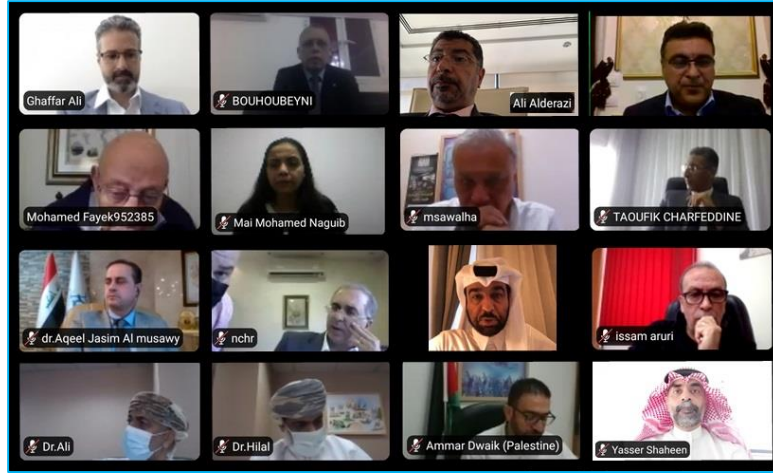 Ghaffar Ali
BOUHOUBEYNI
Ali Alderazi
Mohamed Fayek952385
Mai Mohamed Naguib
msawalha
TAOUFIK CHARFEDDINE
dr.Aqeel Jasim Al musawy
nchr
issam aruri
Dr.Ali
Dr.Hilal
Ammar Dwaik (Palestine)
Yasser Shaheen